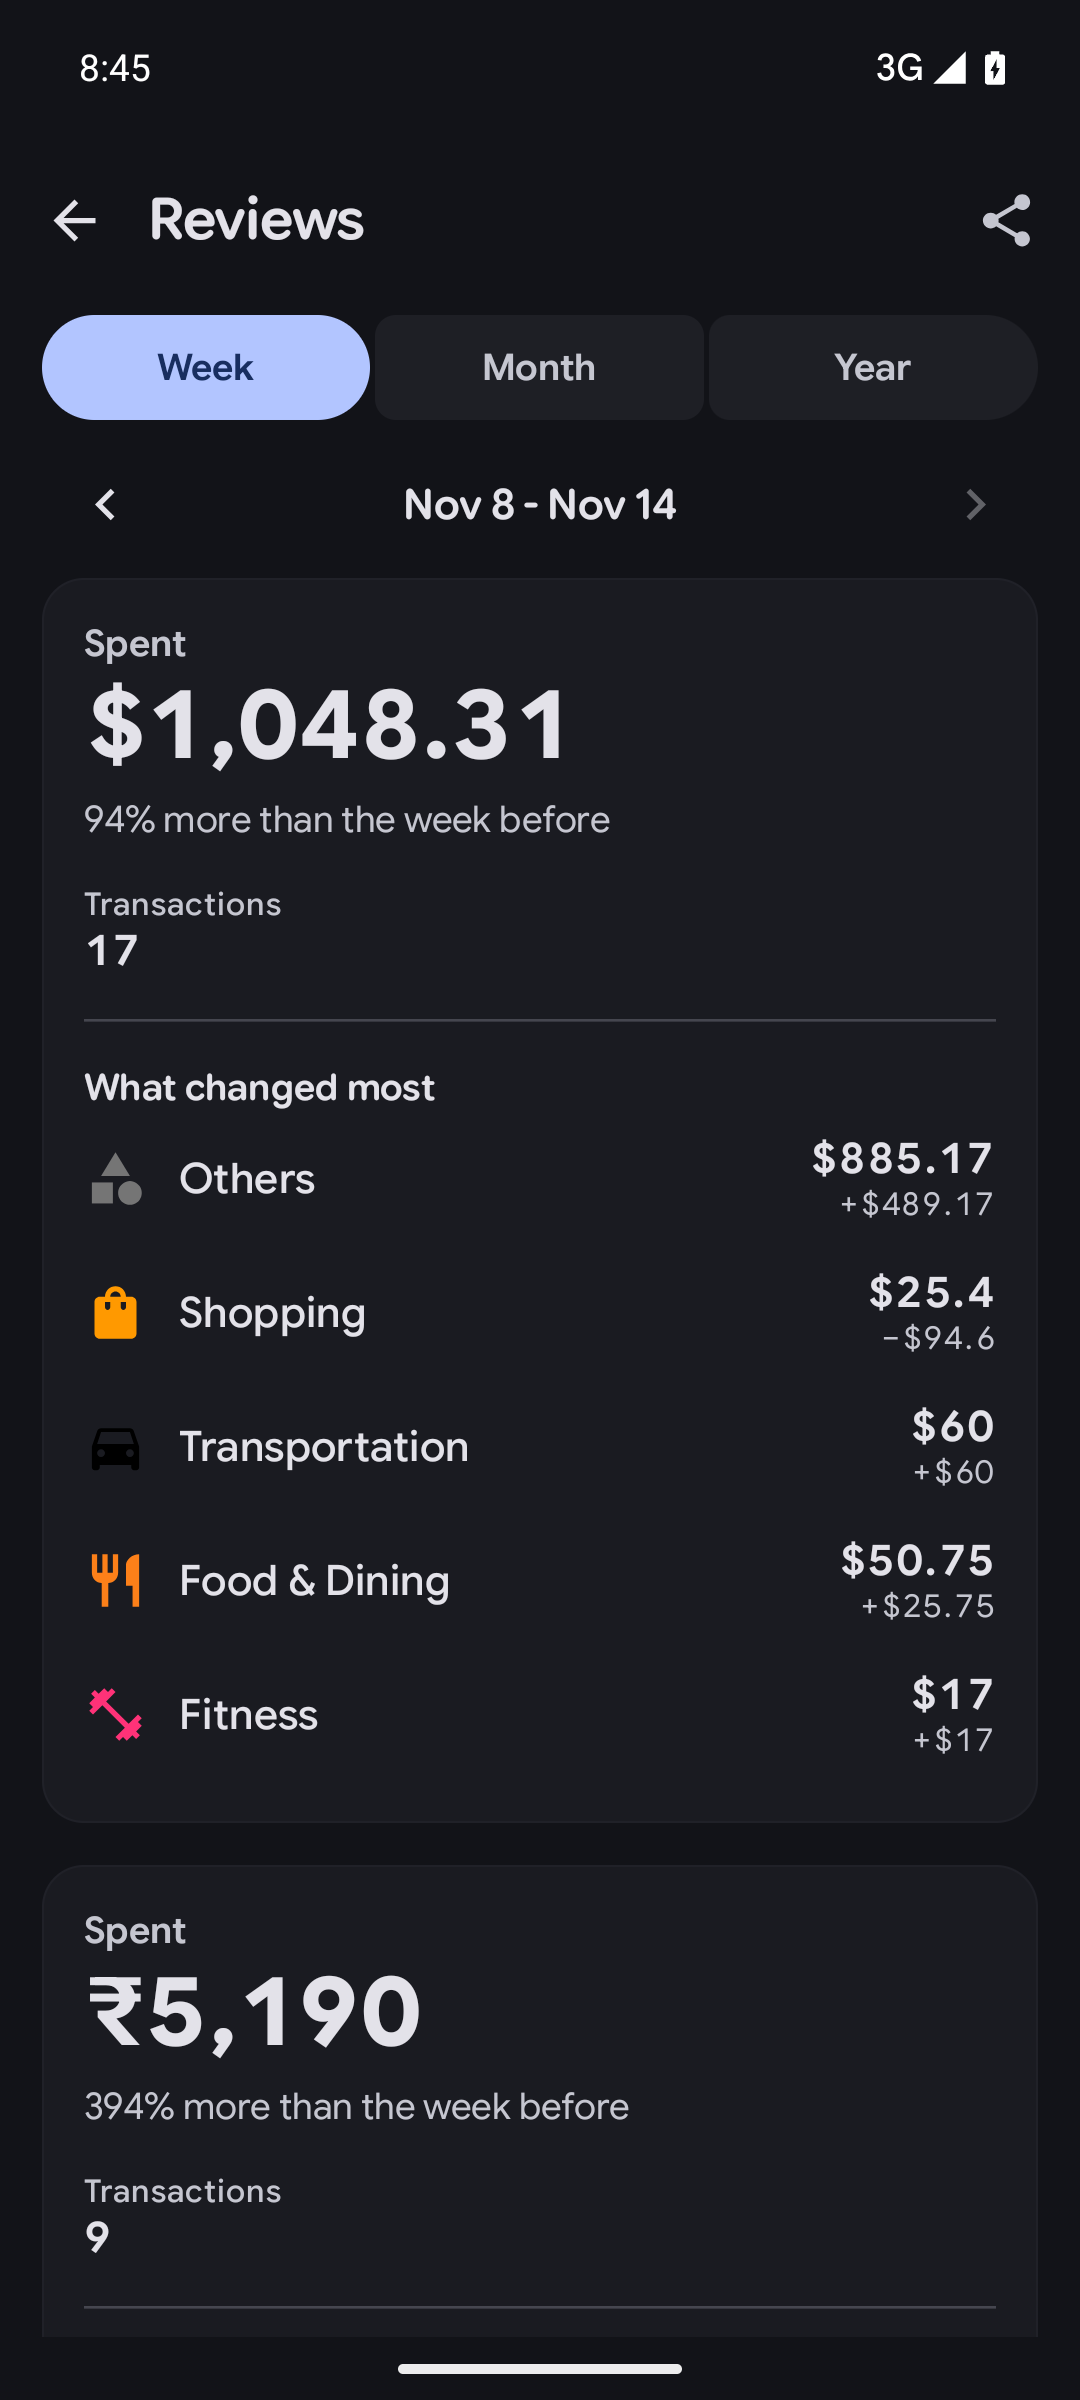 8:45
3G
Reviews
Week
Month
Year
Nov 8 - Nov 14
Spent
$1,048.31
94% more than the week before
Transactions
17
What changed most
Others
$885.17
+$489.17
Shopping
$25.4
−$94.6
Transportation
$60
+$60
Food & Dining
$50.75
+$25.75
Fitness
$17
+$17
Spent
₹5,190
394% more than the week before
Transactions
9